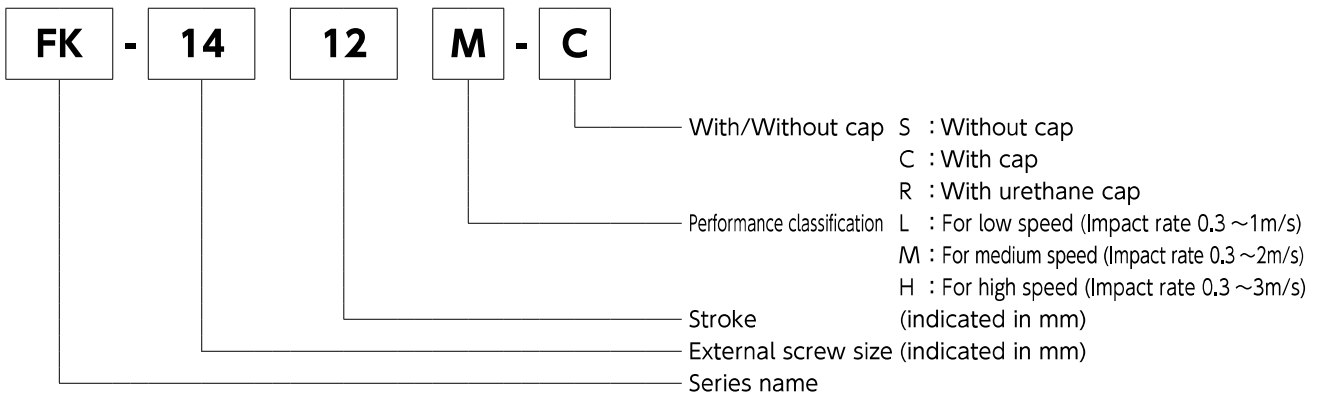 FK - 14 12 M - C
With/Without cap S : Without cap
C : With cap
R : With urethane cap
Performance classification L : For low speed (Impact rate 0.3～1m/s)
M : For medium speed (Impact rate 0.3～2m/s)
H : For high speed (Impact rate 0.3～3m/s)
Stroke (indicated in mm)
External screw size (indicated in mm)
Series name